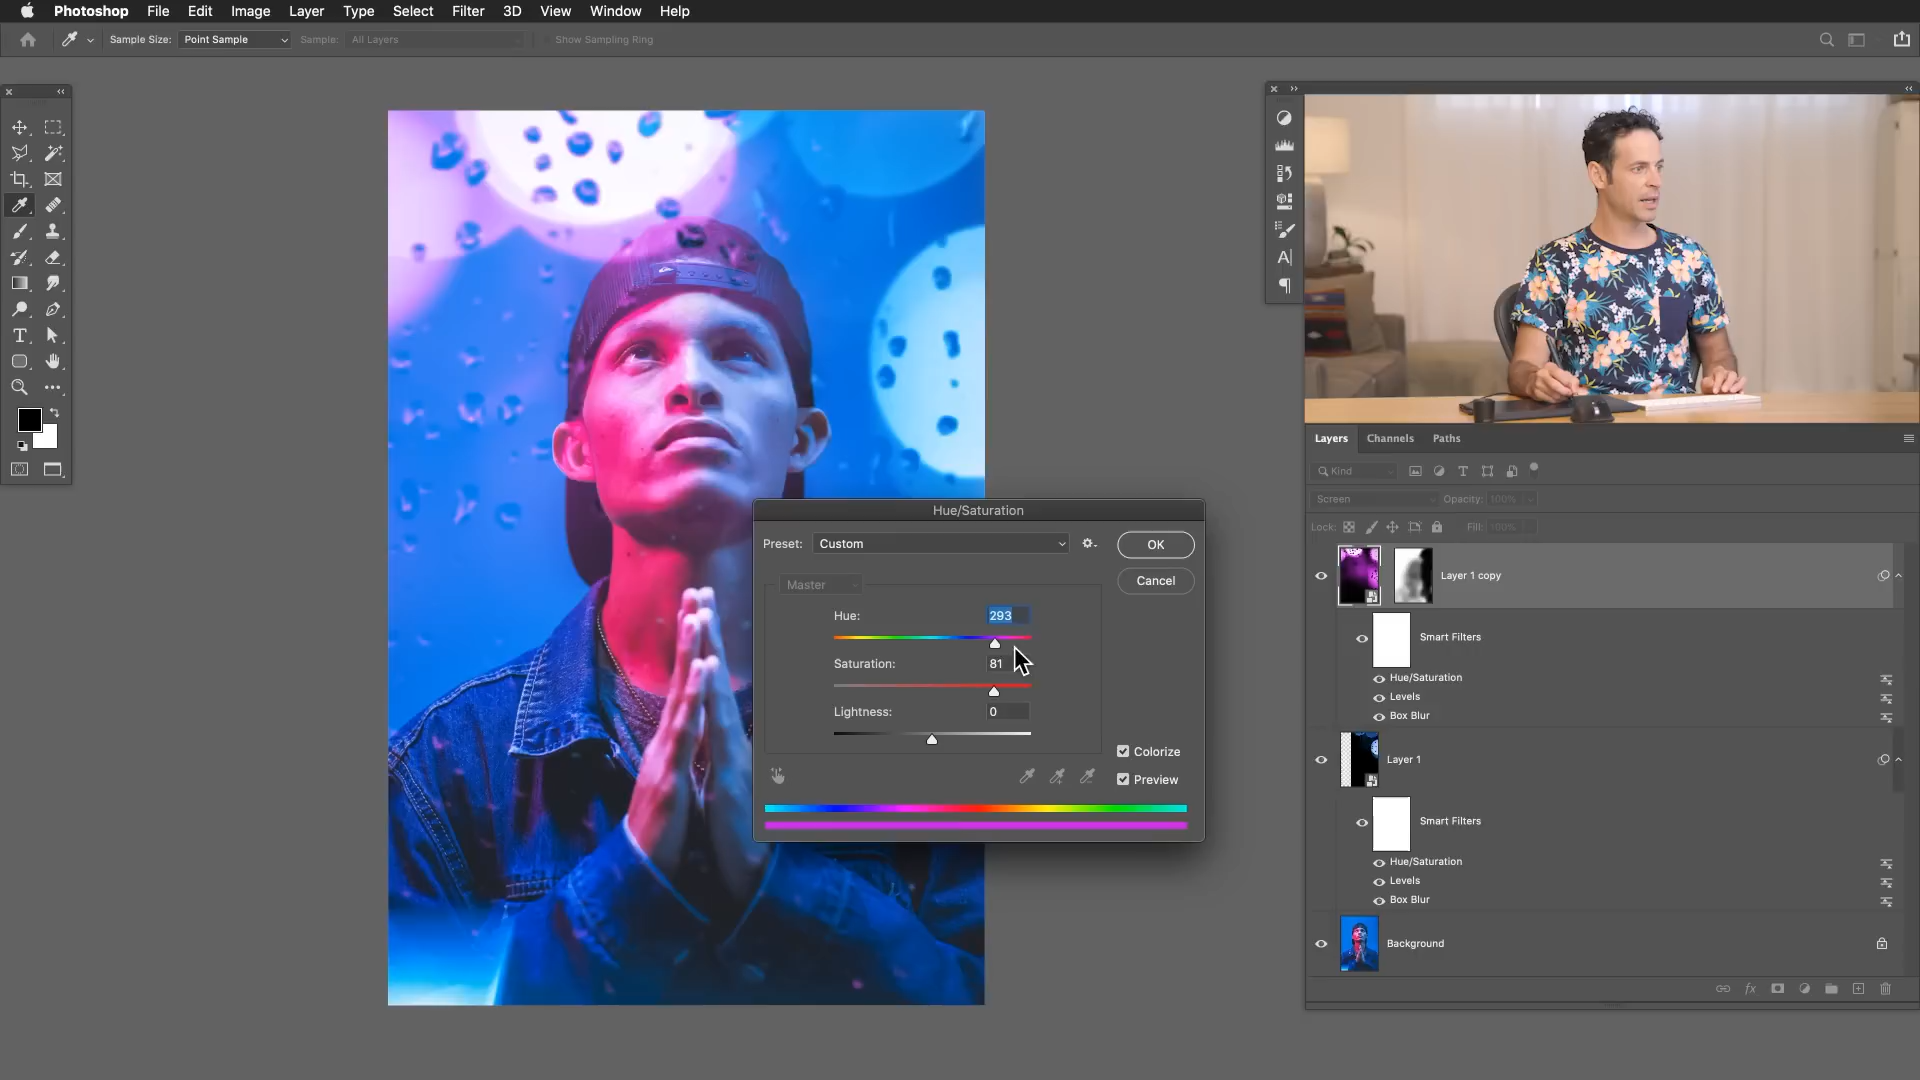 Photoshop File Edit Image Layer Type Select Filter 3D View Window Help
Sample Size: Point Sample Sample: All Layers Show Sampling Ring
Layers Channels Paths
Kind
Screen Opacity: 100%
Lock: Fill: 100%
Layer 1 copy
Smart Filters
Hue/Saturation
Levels
Box Blur
Layer 1
Smart Filters
Hue/Saturation
Levels
Box Blur
Background
Hue/Saturation
Preset: Custom OK
Cancel
Master
Hue: 293
Saturation: 81
Lightness: 0
Colorize
Preview